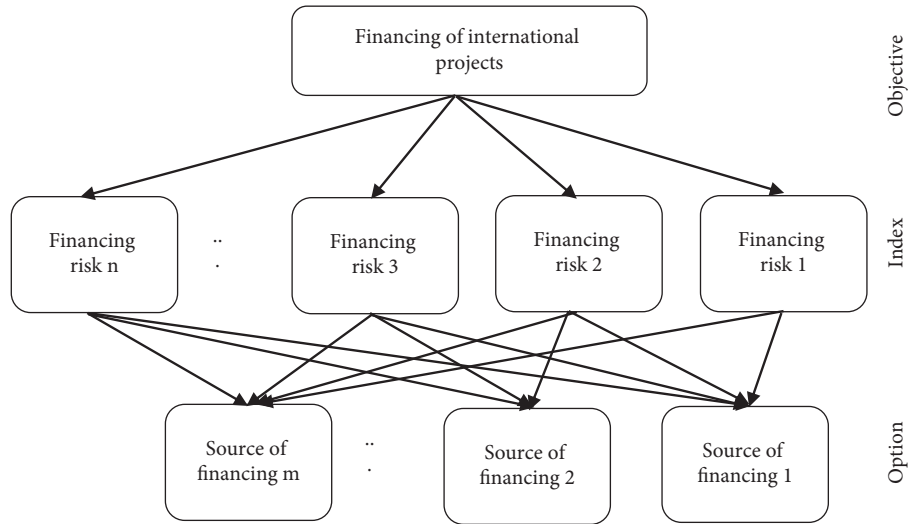 Financing of international
projects
Objective
Financing
risk n
..
.
Financing
risk 3
Financing
risk 2
Financing
risk 1
Index
Source of
financing m
..
.
Source of
financing 2
Source of
financing 1
Option